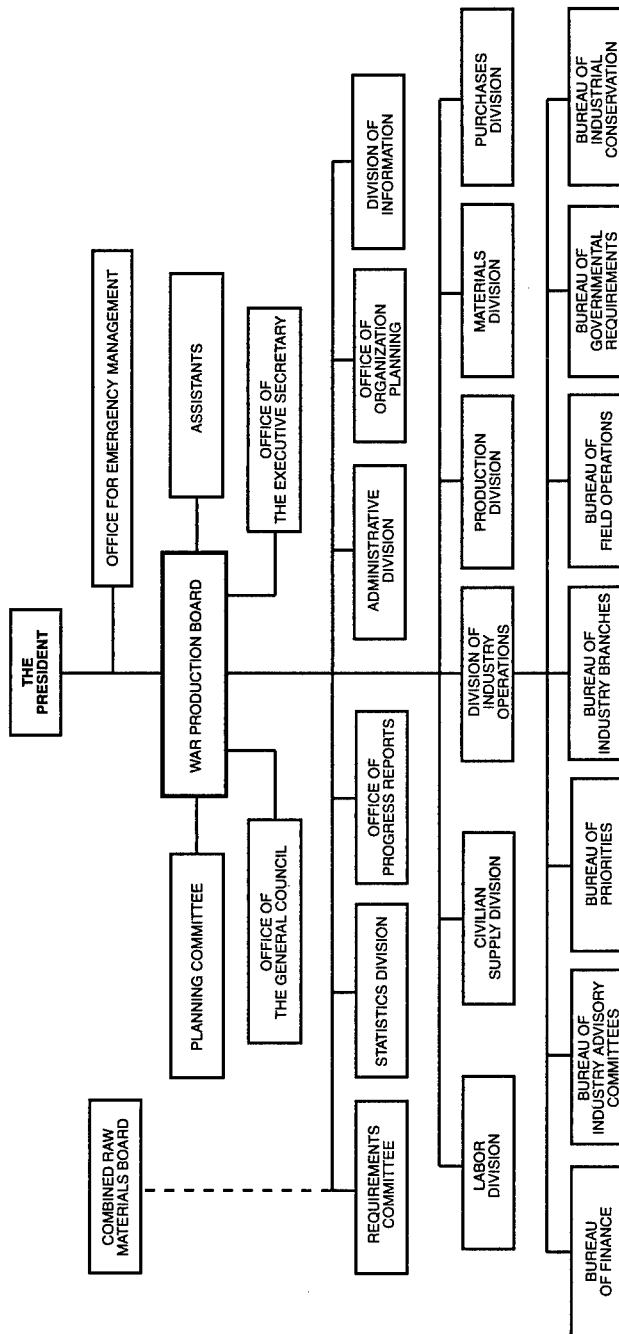 THE
PRESIDENT
OFFICE FOR EMERGENCY MANAGEMENT
COMBINED RAW
MATERIALS BOARD
PLANNING COMMITTEE
WAR PRODUCTION BOARD
ASSISTANTS
OFFICE OF
THE GENERAL COUNCIL
OFFICE OF
THE EXECUTIVE SECRETARY
REQUIREMENTS
COMMITTEE
STATISTICS DIVISION
OFFICE OF
PROGRESS REPORTS
ADMINISTRATIVE
DIVISION
OFFICE OF
ORGANIZATION
PLANNING
DIVISION OF
INFORMATION
LABOR
DIVISION
CIVILIAN
SUPPLY DIVISION
DIVISION OF
INDUSTRY
OPERATIONS
PRODUCTION
DIVISION
MATERIALS
DIVISION
PURCHASES
DIVISION
BUREAU
OF FINANCE
BUREAU OF
INDUSTRY ADVISORY
COMMITTEES
BUREAU OF
PRIORITIES
BUREAU OF
INDUSTRY BRANCHES
BUREAU OF
FIELD OPERATIONS
BUREAU OF
GOVERNMENTAL
REQUIREMENTS
BUREAU OF
INDUSTRIAL
CONSERVATION